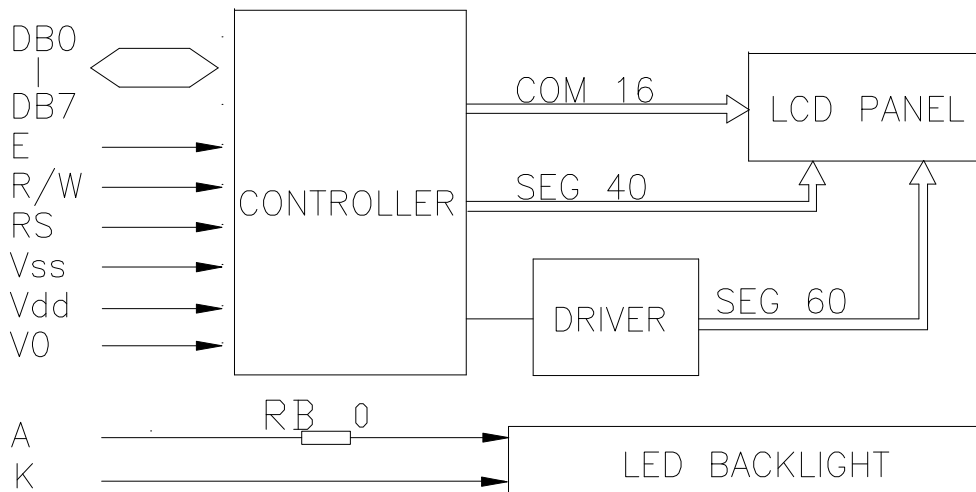 DB0
|
DB7
E
R/W
RS
Vss
Vdd
V0
CONTROLLER
COM 16
SEG 40
LCD PANEL
DRIVER
SEG 60
A
RB 0
K
LED BACKLIGHT